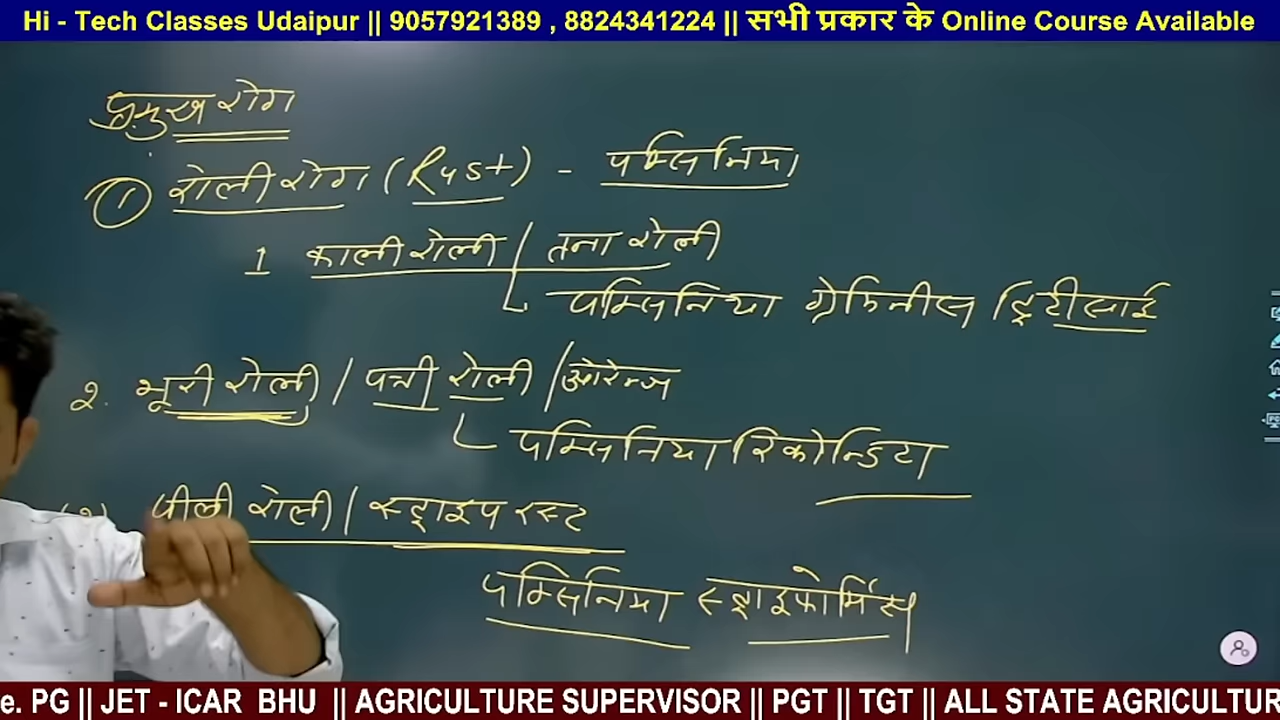 Hi - Tech Classes Udaipur || 9057921389 , 8824341224 || सभी प्रकार के Online Course Available
प्रमुख रोग
① रोली रोग (Rust) - पक्सिनिया
1 काली रोली / तना रोली
पक्सिनिया ग्रेमिनीस ट्रिटीसाई
2. भूरी रोली / पत्ती रोली / ओरेन्ज
पक्सिनिया रिकोन्डिटा
पीली रोली / स्ट्राइप रस्ट
पक्सिनिया स्ट्राइफोर्मिस
e. PG || JET - ICAR BHU || AGRICULTURE SUPERVISOR || PGT || TGT || ALL STATE AGRICULTUR